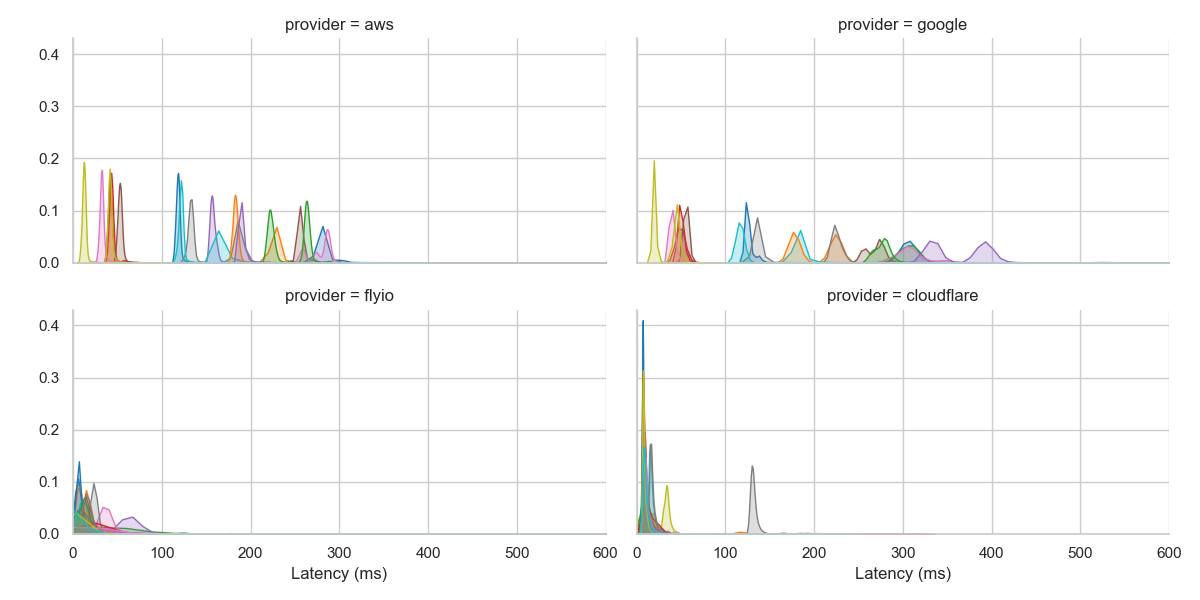 provider = aws
0.4
0.3
0.2
0.1
0.0
provider = google
provider = flyio
0.4
0.3
0.2
0.1
0.0
0 100 200 300 400 500 600
Latency (ms)
provider = cloudflare
0 100 200 300 400 500 600
Latency (ms)